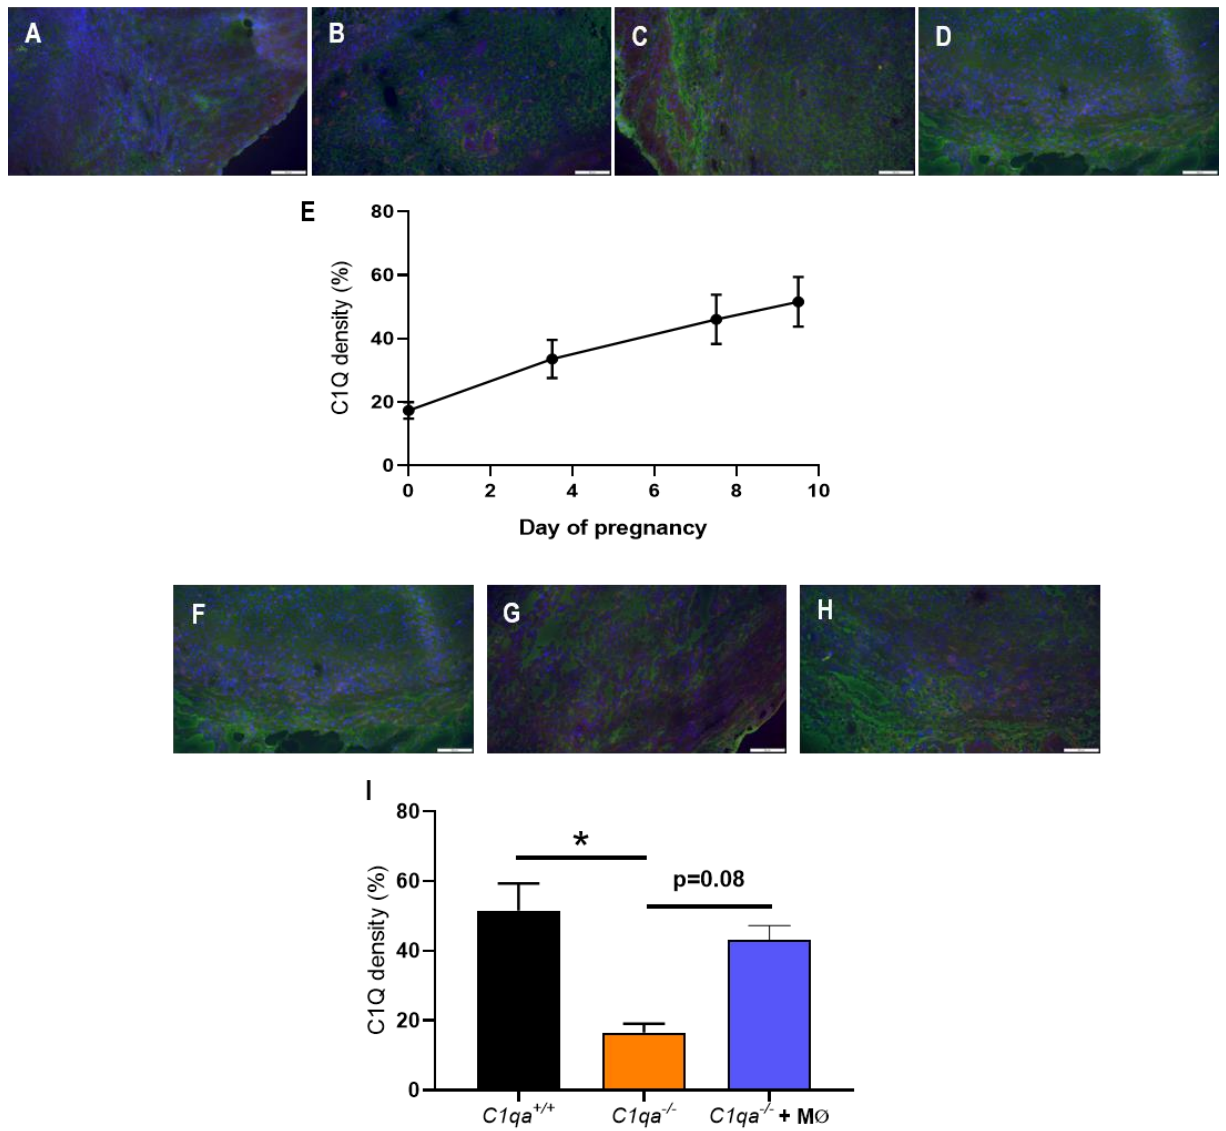 A B C D
E
80
60
40
20
0
C1Q density (%)
0 2 4 6 8 10
Day of pregnancy
F G H
I
80
60
40
20
0
C1Q density (%)
*
p=0.08
C1qa+/+ C1qa-/- C1qa-/- + MØ